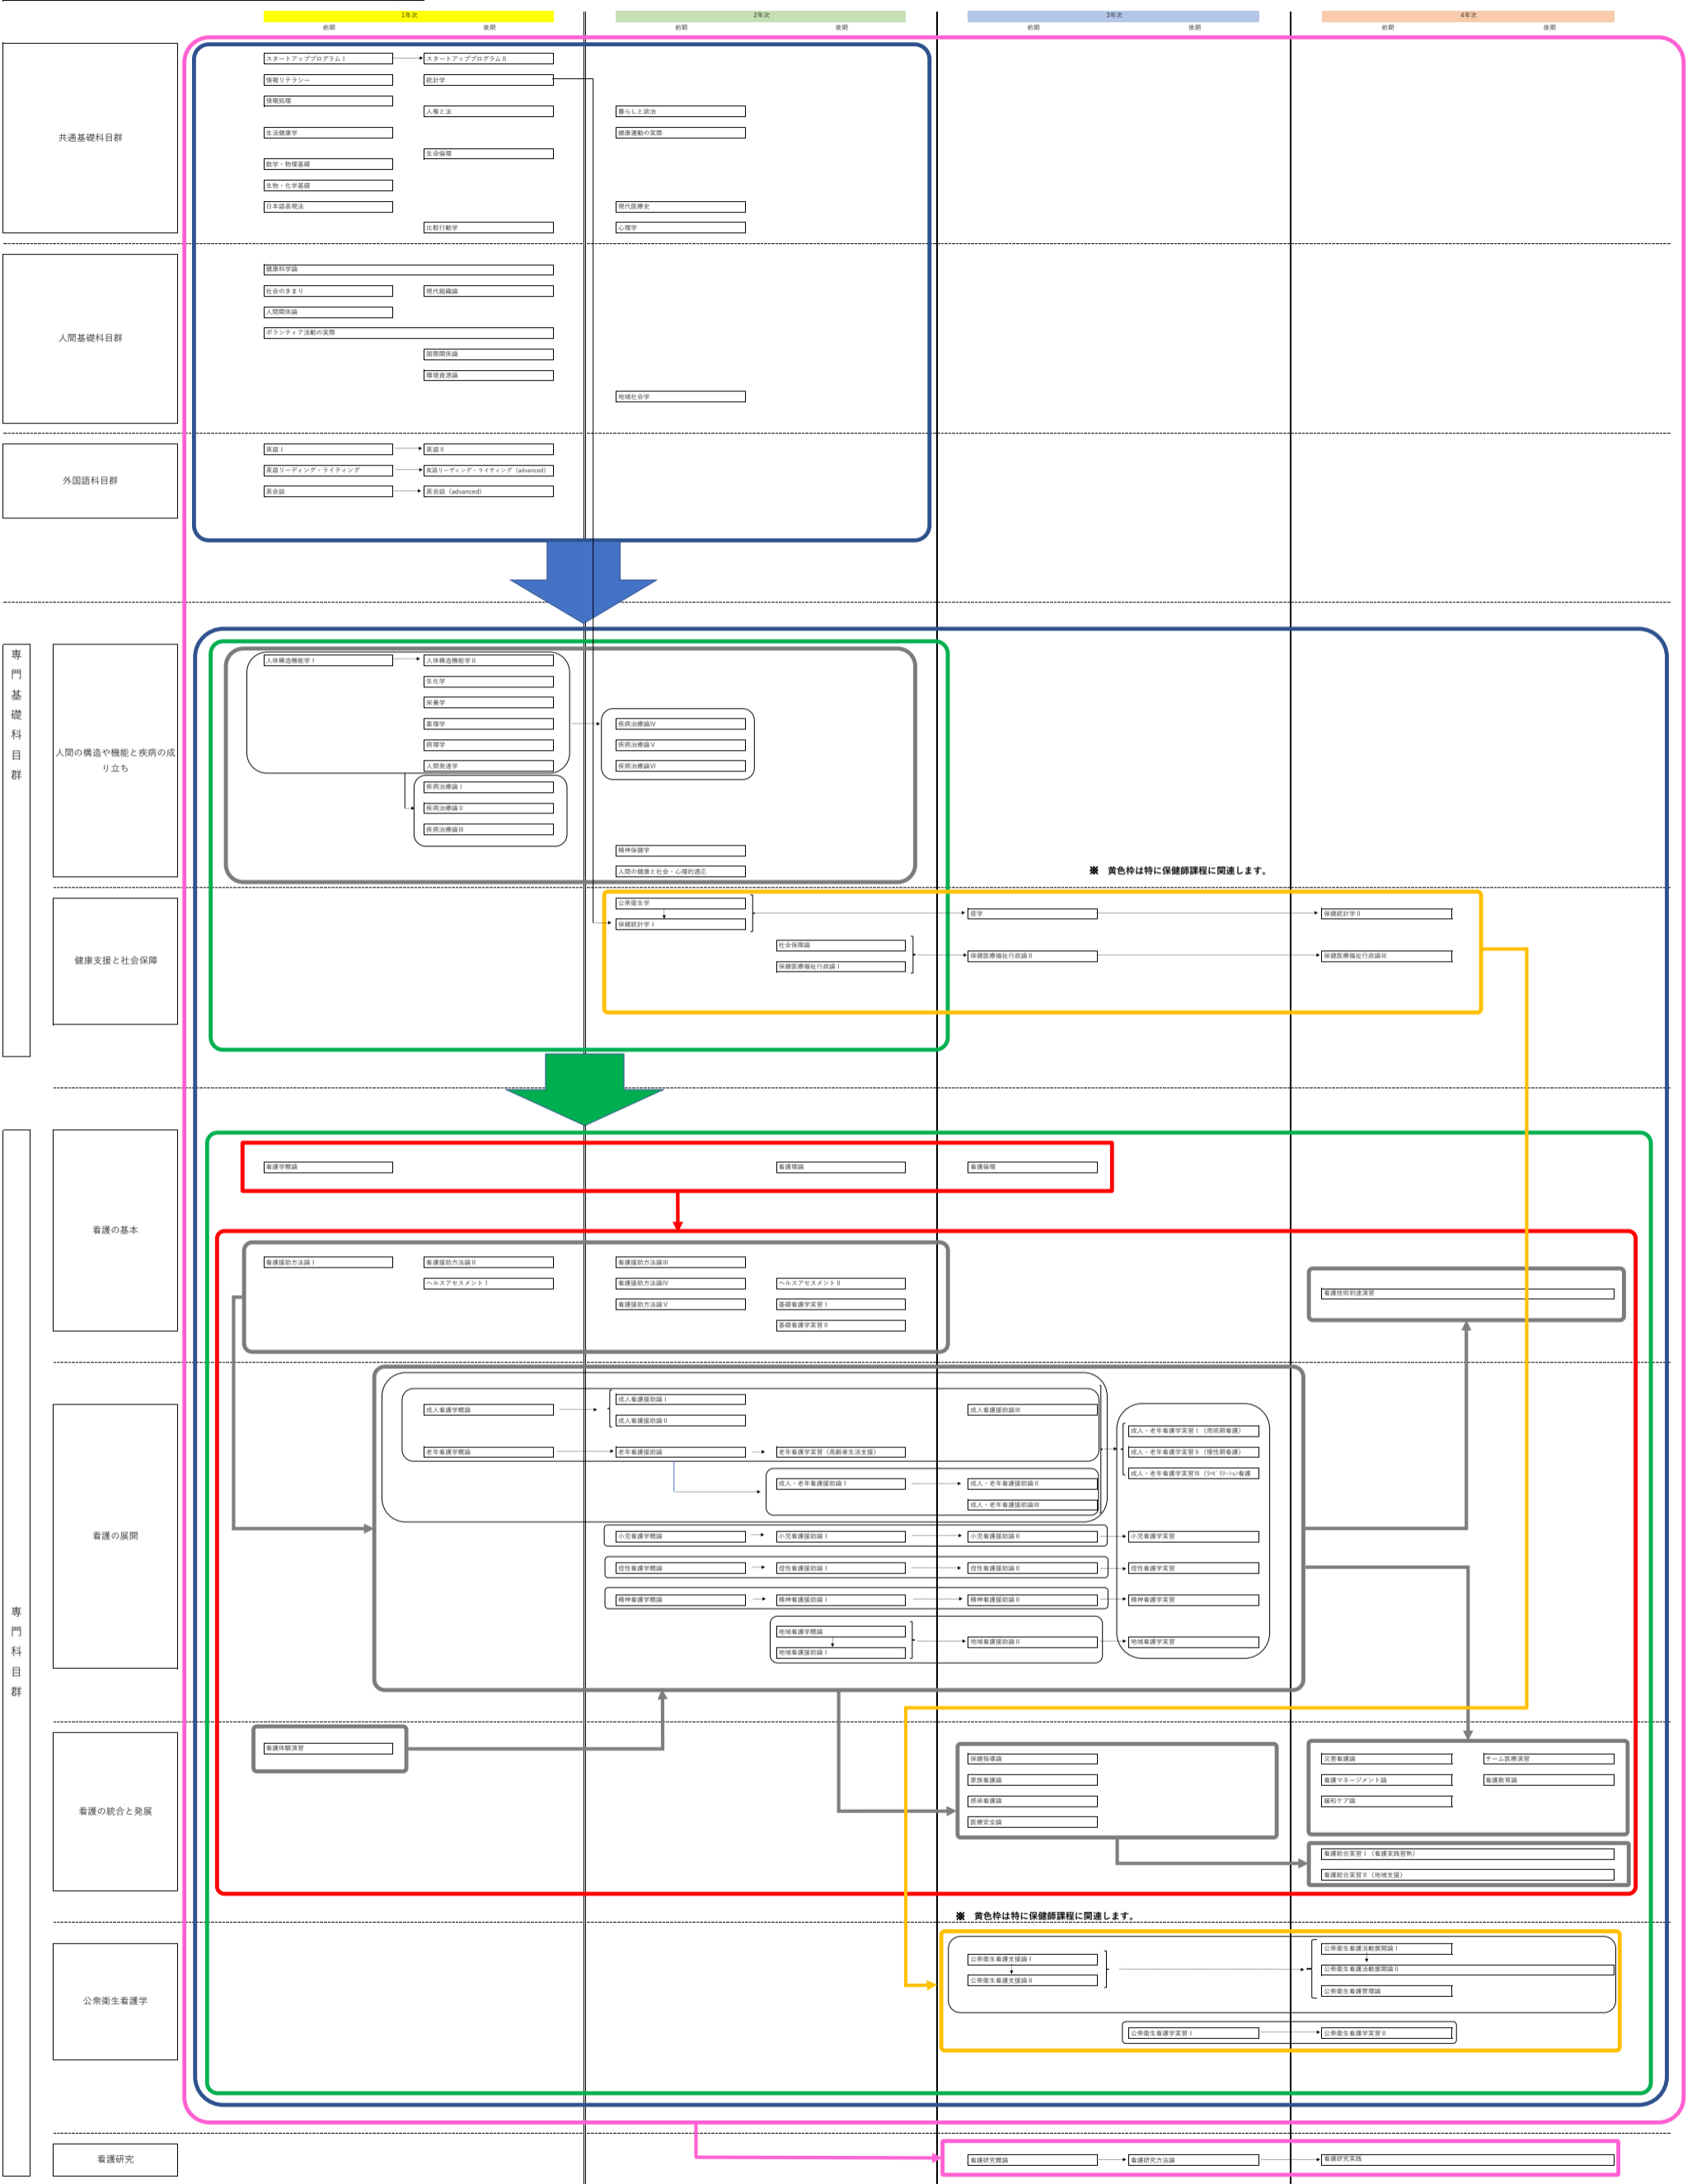 1年次
2年次
3年次
4年次
前期
後期
前期
後期
前期
後期
前期
後期
共通基礎科目群
スタートアッププログラムⅠ
スタートアッププログラムⅡ
情報リテラシー
統計学
情報処理
人権と法
暮らしと政治
生活健康学
健康運動の実際
生命倫理
数学・物理基礎
生物・化学基礎
日本語表現法
現代医療史
比較行動学
心理学
人間基礎科目群
健康科学論
社会のきまり
現代組織論
人間関係論
ボランティア活動の実際
国際関係論
環境資源論
地域社会学
外国語科目群
英語Ⅰ
英語Ⅱ
英語リーディング・ライティング
英語リーディング・ライティング（advanced）
英会話
英会話（advanced）
専門基礎科目群
人間の構造や機能と疾病の成
り立ち
人体構造機能学Ⅰ
人体構造機能学Ⅱ
生化学
栄養学
薬理学
疾病治療論Ⅳ
病理学
疾病治療論Ⅴ
人間発達学
疾病治療論Ⅵ
疾病治療論Ⅰ
疾病治療論Ⅱ
疾病治療論Ⅲ
精神保健学
人間の健康と社会・心理的適応
※　黄色枠は特に保健師課程に関連します。
健康支援と社会保障
公衆衛生学
保健統計学Ⅰ
疫学
保健統計学Ⅱ
社会保障論
保健医療福祉行政論Ⅰ
保健医療福祉行政論Ⅱ
保健医療福祉行政論Ⅲ
専門科目群
看護の基本
看護学概論
看護理論
看護倫理
看護援助方法論Ⅰ
看護援助方法論Ⅱ
看護援助方法論Ⅲ
ヘルスアセスメントⅠ
看護援助方法論Ⅳ
ヘルスアセスメントⅡ
看護援助方法論Ⅴ
基礎看護学実習Ⅰ
基礎看護学実習Ⅱ
看護技術到達演習
看護の展開
成人看護学概論
成人看護援助論Ⅰ
成人看護援助論Ⅱ
成人看護援助論Ⅲ
老年看護学概論
老年看護援助論
老年看護学実習（高齢者生活支援）
成人・老年看護学実習Ⅰ（周術期看護）
成人・老年看護学実習Ⅱ（慢性期看護）
成人・老年看護学実習Ⅲ（ﾘﾊﾋﾞﾘﾃｰｼｮﾝ看護
成人・老年看護援助論Ⅰ
成人・老年看護援助論Ⅱ
成人・老年看護援助論Ⅲ
小児看護学概論
小児看護援助論Ⅰ
小児看護援助論Ⅱ
小児看護学実習
母性看護学概論
母性看護援助論Ⅰ
母性看護援助論Ⅱ
母性看護学実習
精神看護学概論
精神看護援助論Ⅰ
精神看護援助論Ⅱ
精神看護学実習
地域看護学概論
地域看護援助論Ⅰ
地域看護援助論Ⅱ
地域看護学実習
看護の統合と発展
看護体験演習
保健指導論
家族看護論
感染看護論
医療安全論
災害看護論
チーム医療演習
看護マネージメント論
看護教育論
緩和ケア論
看護総合実習Ⅰ（看護実践習熟）
看護総合実習Ⅱ（地域支援）
※　黄色枠は特に保健師課程に関連します。
公衆衛生看護学
公衆衛生看護支援論Ⅰ
公衆衛生看護支援論Ⅱ
公衆衛生看護活動展開論Ⅰ
公衆衛生看護活動展開論Ⅱ
公衆衛生看護管理論
公衆衛生看護学実習Ⅰ
公衆衛生看護学実習Ⅱ
看護研究
看護研究概論
看護研究方法論
看護研究実践